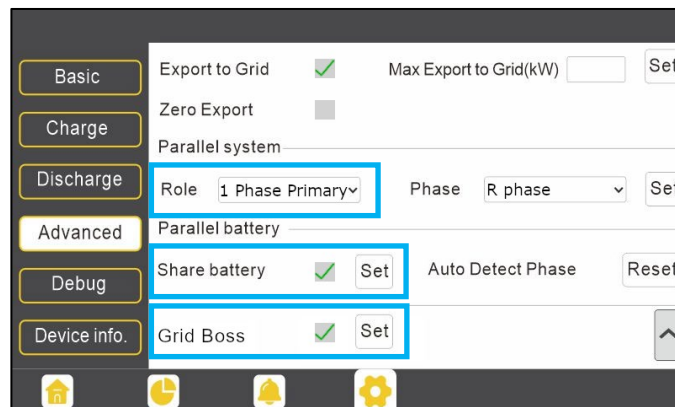 Basic
Charge
Discharge
Advanced
Debug
Device info.
Export to Grid Max Export to Grid(kW) Set
Zero Export
Parallel system
Role 1 Phase Primary Phase R phase Set
Parallel battery
Share battery Set Auto Detect Phase Reset
Grid Boss Set